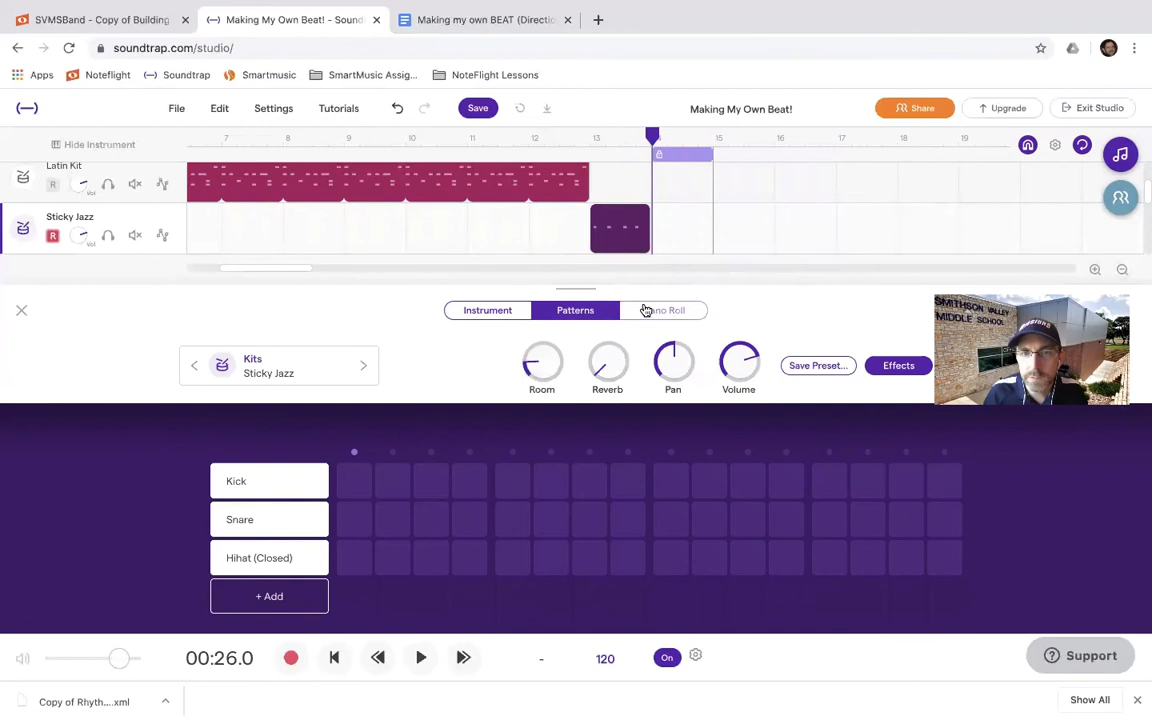 SVMSBand - Copy of Building
Making My Own Beat! - Sound
Making my own BEAT (Directio
soundtrap.com/studio/
Apps
Noteflight
Soundtrap
Smartmusic
SmartMusic Assig...
NoteFlight Lessons
File
Edit
Settings
Tutorials
Save
Making My Own Beat!
Share
Upgrade
Exit Studio
Hide Instrument
7
8
9
10
11
12
13
15
16
17
18
19
Latin Kit
R
Vol
Sticky Jazz
R
Vol
Instrument
Patterns
Roll
SMITHSON VALLEY
MIDDLE SCHOOL
Kits
Sticky Jazz
Room
Reverb
Pan
Volume
Save Preset...
Effects
Kick
Snare
Hihat (Closed)
+ Add
00:26.0
-
120
On
Support
Copy of Rhyth....xml
Show All